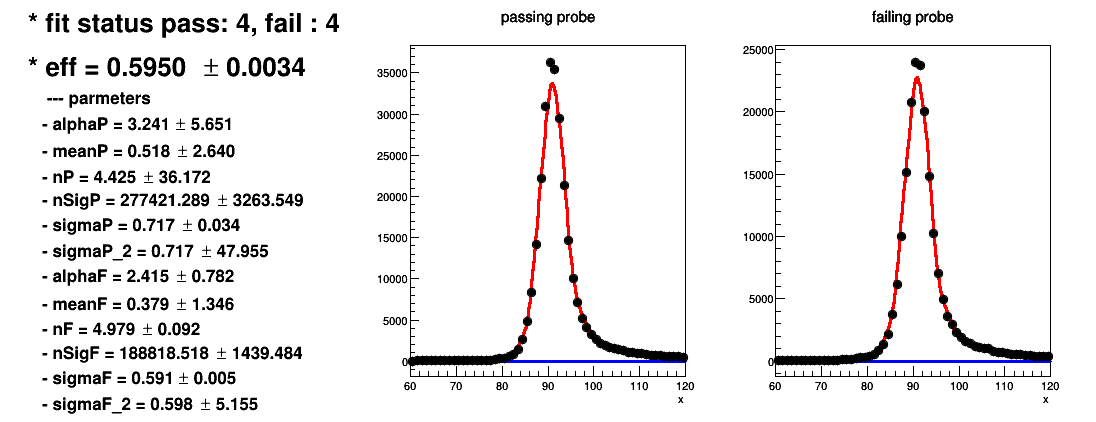 * fit status pass: 4, fail : 4
* eff = 0.5950 ± 0.0034
--- parmeters
- alphaP = 3.241 ± 5.651
- meanP = 0.518 ± 2.640
- nP = 4.425 ± 36.172
- nSigP = 277421.289 ± 3263.549
- sigmaP = 0.717 ± 0.034
- sigmaP_2 = 0.717 ± 47.955
- alphaF = 2.415 ± 0.782
- meanF = 0.379 ± 1.346
- nF = 4.979 ± 0.092
- nSigF = 188818.518 ± 1439.484
- sigmaF = 0.591 ± 0.005
- sigmaF_2 = 0.598 ± 5.155
passing probe
35000
30000
25000
20000
15000
10000
5000
0
60 70 80 90 100 110 120
x
failing probe
25000
20000
15000
10000
5000
0
60 70 80 90 100 110 120
x